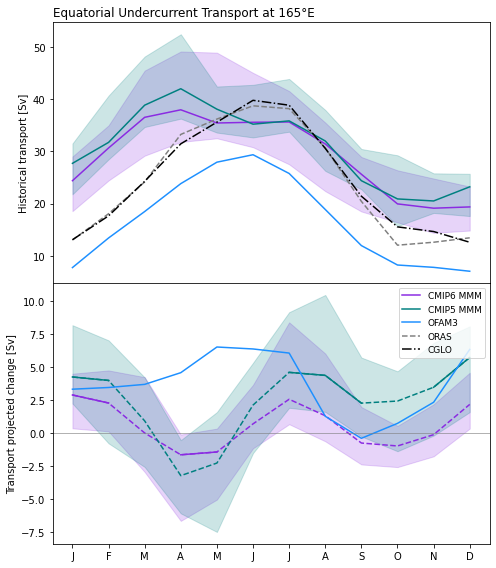 Equatorial Undercurrent Transport at 165°E
Historical transport [Sv]
50
40
30
20
10
Transport projected change [Sv]
10.0
7.5
5.0
2.5
0.0
−2.5
−5.0
−7.5
CMIP6 MMM
CMIP5 MMM
OFAM3
ORAS
CGLO
J F M A M J J A S O N D